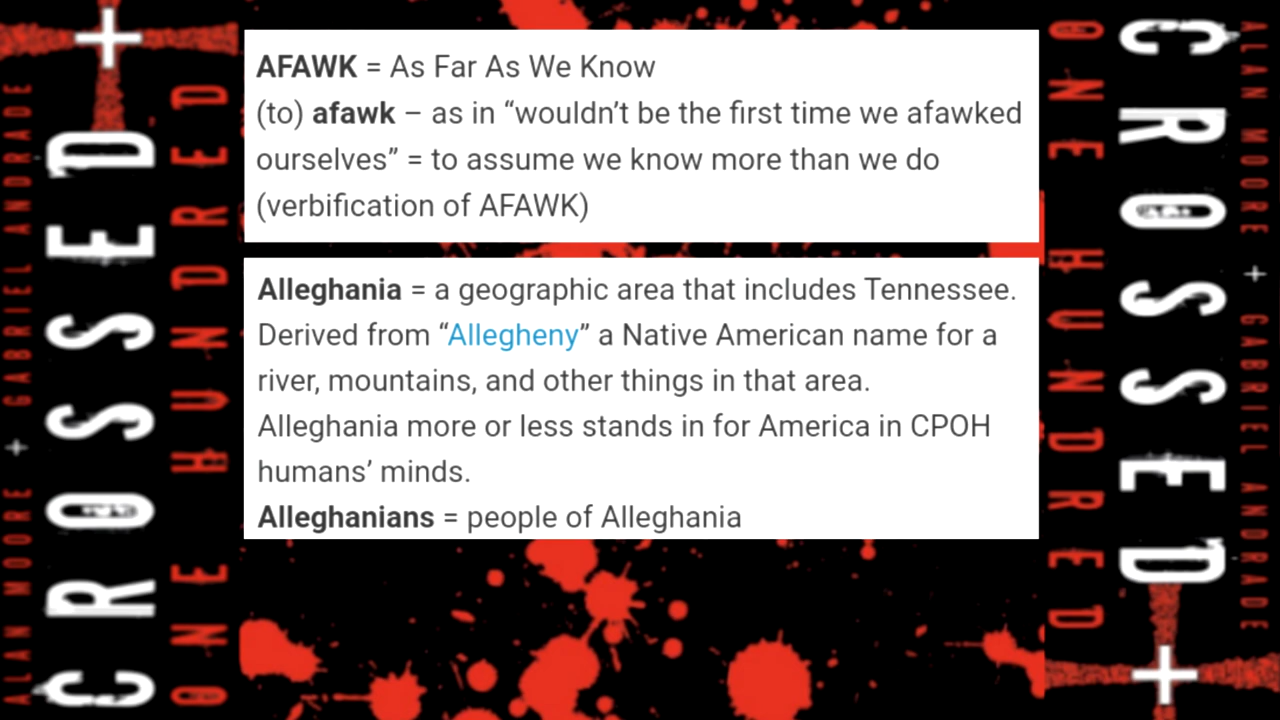 ALAN MOORE + GABRIEL ANDRADE
CROSSED +
ONE HUNDRED
AFAWK = As Far As We Know
(to) afawk – as in “wouldn’t be the first time we afawked
ourselves” = to assume we know more than we do
(verbification of AFAWK)
Alleghania = a geographic area that includes Tennessee.
Derived from “Allegheny” a Native American name for a
river, mountains, and other things in that area.
Alleghania more or less stands in for America in CPOH
humans’ minds.
Alleghanians = people of Alleghania
ONE HUNDRED
CROSSED +
ALAN MOORE + GABRIEL ANDRADE